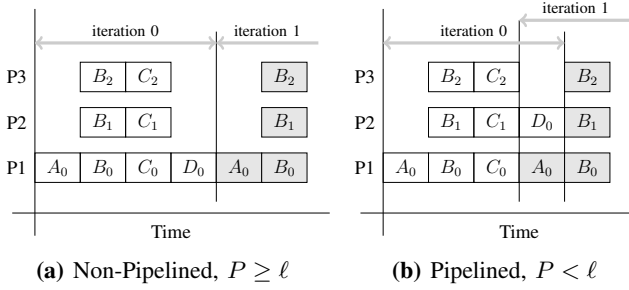 iteration 1
iteration 0 iteration 1 iteration 0
P3 B₂ C₂ B₂ P3 B₂ C₂ B₂
P2 B₁ C₁ B₁ P2 B₁ C₁ D₀ B₁
P1 A₀ B₀ C₀ D₀ A₀ B₀ P1 A₀ B₀ C₀ A₀ B₀
Time Time
(a) Non-Pipelined, P ≥ ℓ (b) Pipelined, P < ℓ